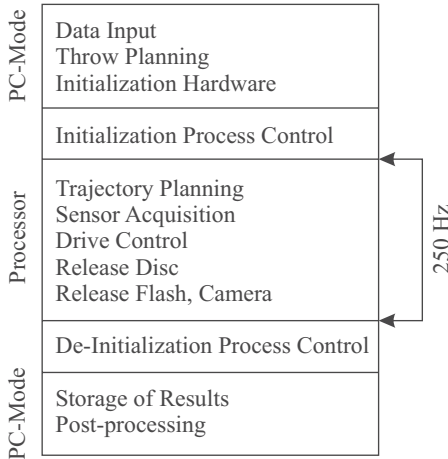 PC-Mode
Data Input
Throw Planning
Initialization Hardware
Initialization Process Control
Processor
Trajectory Planning
Sensor Acquisition
Drive Control
Release Disc
Release Flash, Camera
250 Hz
De-Initialization Process Control
PC-Mode
Storage of Results
Post-processing